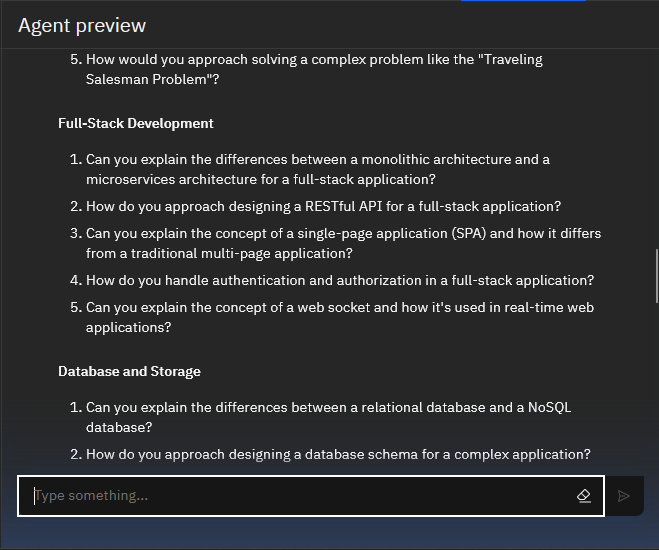 Agent preview
5. How would you approach solving a complex problem like the "Traveling
Salesman Problem"?
Full-Stack Development
1. Can you explain the differences between a monolithic architecture and a
microservices architecture for a full-stack application?
2. How do you approach designing a RESTful API for a full-stack application?
3. Can you explain the concept of a single-page application (SPA) and how it differs
from a traditional multi-page application?
4. How do you handle authentication and authorization in a full-stack application?
5. Can you explain the concept of a web socket and how it's used in real-time web
applications?
Database and Storage
1. Can you explain the differences between a relational database and a NoSQL
database?
2. How do you approach designing a database schema for a complex application?
Type something...